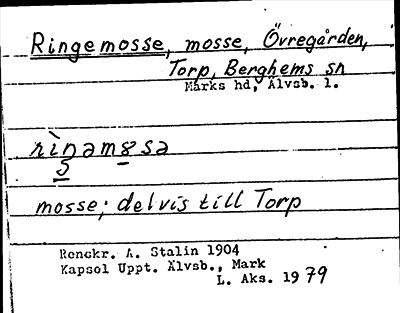 Ringemosse, mosse, Övregården,
Torp, Berghems sn
Marks hd, Älvsb. l.
mosse; delvis till Torp
Renskr. A. Stalin 1904
Kapsel Uppt. Älvsb., Mark
L. Aks. 1979